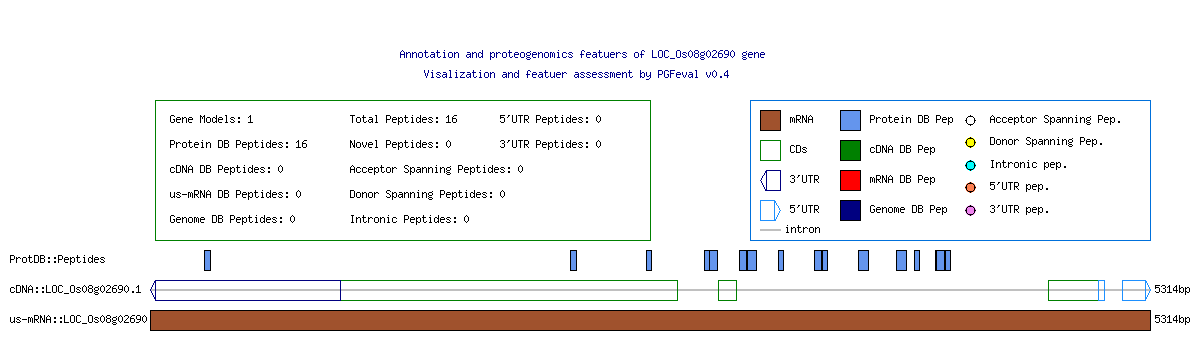 Annotation and proteogenomics featuers of LOC_Os08g02690 gene
Visalization and featuer assessment by PGFeval v0.4
Gene Models: 1 Total Peptides: 16 5'UTR Peptides: 0
Protein DB Peptides: 16 Novel Peptides: 0 3'UTR Peptides: 0
cDNA DB Peptides: 0 Acceptor Spanning Peptides: 0
us-mRNA DB Peptides: 0 Donor Spanning Peptides: 0
Genome DB Peptides: 0 Intronic Peptides: 0
mRNA Protein DB Pep Acceptor Spanning Pep.
CDs cDNA DB Pep Donor Spanning Pep.
3'UTR mRNA DB Pep Intronic pep.
5'UTR Genome DB Pep 5'UTR pep.
intron 3'UTR pep.
ProtDB::Peptides
cDNA::LOC_Os08g02690.1 5314bp
us-mRNA::LOC_Os08g02690 5314bp